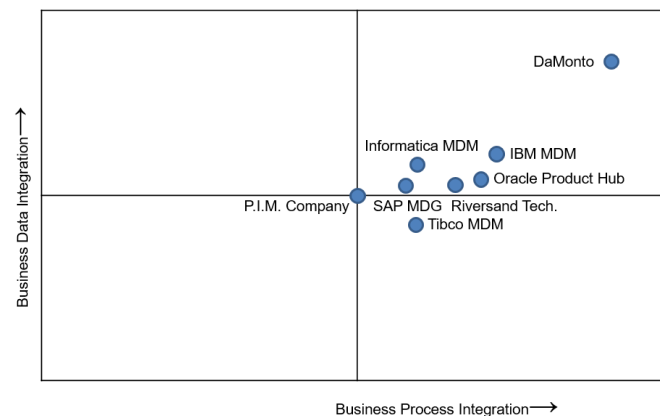 DaMonto
Informatica MDM
IBM MDM
Oracle Product Hub
P.I.M. Company
SAP MDG
Riversand Tech.
Tibco MDM
Business Data Integration
Business Process Integration